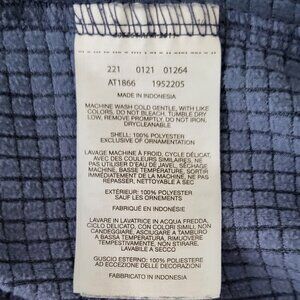 221 0121 01264
AT1866 1952205
MADE IN INDONESIA
MACHINE WASH COLD GENTLE, WITH LIKE
COLORS, DO NOT BLEACH, TUMBLE DRY
LOW, REMOVE PROMPTLY, DO NOT IRON,
DRYCLEANABLE
SHELL: 100% POLYESTER
EXCLUSIVE OF ORNAMENTATION
LAVAGE MACHINE À FROID, CYCLE DÉLICAT,
AVEC DES COULEURS SIMILAIRES, NE
PAS UTILISER D'EAU DE JAVEL, SÉCHAGE
MACHINE, BASSE TEMPÉRATURE, SORTIR
IMMÉDIATEMENT, NE PAS
REPASSER, NETTOYABLE À SEC
EXTÉRIEUR: 100% POLYESTER
SAUF LES ORNEMENTS
FABRIQUÉ EN INDONÉSIE
LAVARE IN LAVATRICE IN ACQUA FREDDA,
CICLO DELICATO, CON COLORI SIMILI, NON
CANDEGGIARE, ASCIUGARE A TAMBURO
A BASSA TEMPERATURA, RIMUOVERE
TEMPESTIVAMENTE, NON STIRARE,
LAVABILE A SECCO
GUSCIO ESTERNO: 100% POLIESTERE
AD ECCEZIONE DELLE DECORAZIONI
FABBRICATO IN INDONESIA